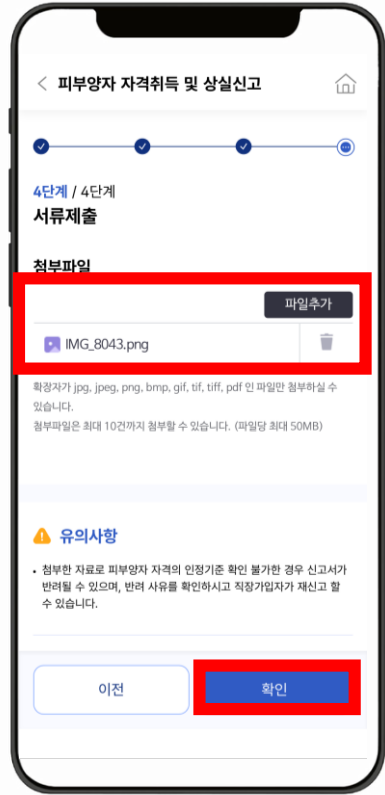 피부양자 자격취득 및 상실신고
4단계 / 4단계
서류제출
첨부파일
파일추가
IMG_8043.png
확장자가 jpg, jpeg, png, bmp, gif, tif, tiff, pdf 인 파일만 첨부하실 수
있습니다.
첨부파일은 최대 10건까지 첨부할 수 있습니다. (파일당 최대 50MB)
유의사항
• 첨부한 자료로 피부양자 자격의 인정기준 확인 불가한 경우 신고서가
반려될 수 있으며, 반려 사유를 확인하시고 직장가입자가 재신고 할
수 있습니다.
이전
확인